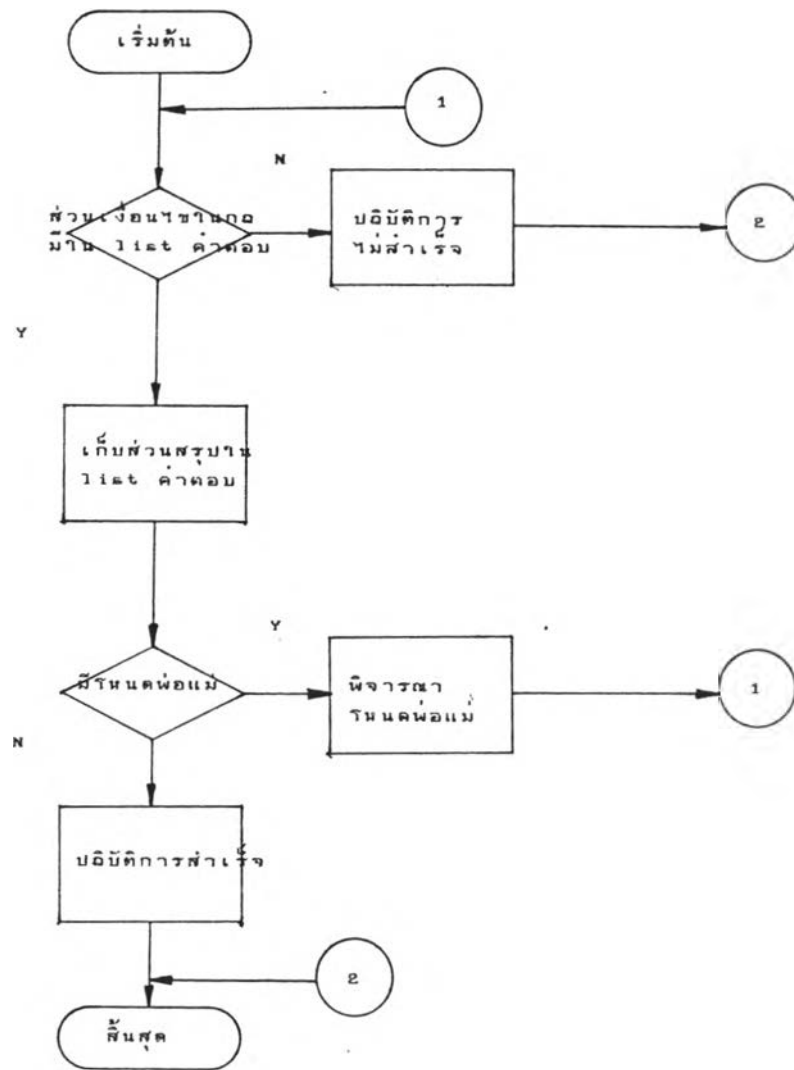 เริ่มต้น
1
N
ส่วนเงื่อนไขในกฎ
มีใน list คำตอบ
ปฏิบัติการ
ไม่สำเร็จ
2
Y
เก็บส่วนสรุปใน
list คำตอบ
Y
มีโหนดพ่อแม่
พิจารณา
โหนดพ่อแม่
1
N
ปฏิบัติการสำเร็จ
2
สิ้นสุด